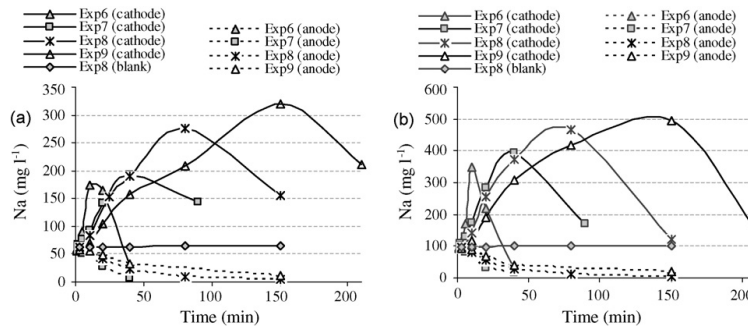 Exp6 (cathode)
Exp7 (cathode)
Exp8 (cathode)
Exp9 (cathode)
Exp8 (blank)
Exp6 (anode)
Exp7 (anode)
Exp8 (anode)
Exp9 (anode)
(a)
Na (mg l⁻¹)
350
300
250
200
150
100
50
0
0 50 100 150 200
Time (min)
Exp6 (cathode)
Exp7 (cathode)
Exp8 (cathode)
Exp9 (cathode)
Exp8 (blank)
Exp6 (anode)
Exp7 (anode)
Exp8 (anode)
Exp9 (anode)
(b)
Na (mg l⁻¹)
600
500
400
300
200
100
0
0 50 100 150 200
Time (min)